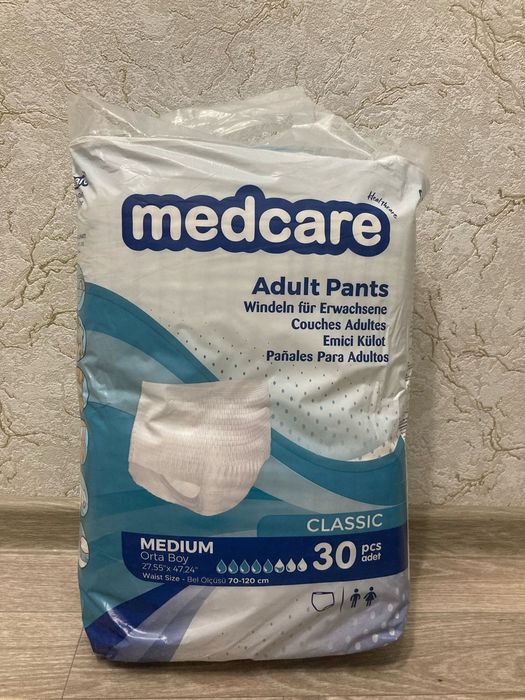 Healthcare
medcare
Adult Pants
Windeln für Erwachsene
Couches Adultes
Emici Külot
Pañales Para Adultos
CLASSIC
MEDIUM
Orta Boy
27.55"x 47.24"
Waist Size - Bel Ölçüsü 70-120 cm
30 pcs
adet